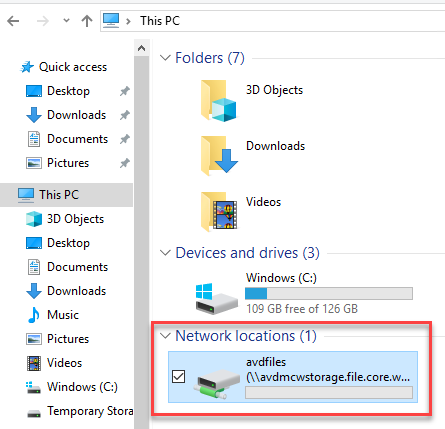 This PC
Quick access
Desktop
Downloads
Documents
Pictures
This PC
3D Objects
Desktop
Documents
Downloads
Music
Pictures
Videos
Windows (C:)
Temporary Stora
Folders (7)
3D Objects
Downloads
Videos
Devices and drives (3)
Windows (C:)
109 GB free of 126 GB
Network locations (1)
avdfiles
(\\avdmcwstorage.file.core.w...